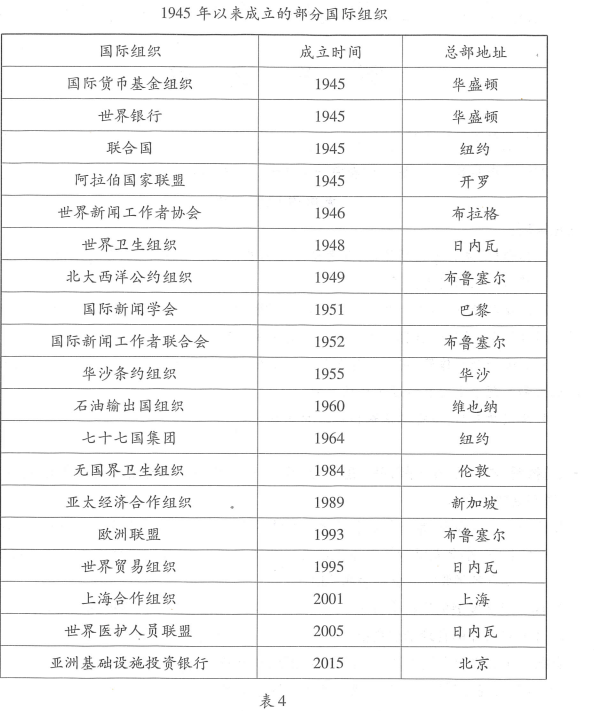 1945 年以来成立的部分国际组织
国际组织 成立时间 总部地址
国际货币基金组织 1945 华盛顿
世界银行 1945 华盛顿
联合国 1945 纽约
阿拉伯国家联盟 1945 开罗
世界新闻工作者协会 1946 布拉格
世界卫生组织 1948 日内瓦
北大西洋公约组织 1949 布鲁塞尔
国际新闻学会 1951 巴黎
国际新闻工作者联合会 1952 布鲁塞尔
华沙条约组织 1955 华沙
石油输出国组织 1960 维也纳
七十七国集团 1964 纽约
无国界卫生组织 1984 伦敦
亚太经济合作组织 1989 新加坡
欧洲联盟 1993 布鲁塞尔
世界贸易组织 1995 日内瓦
上海合作组织 2001 上海
世界医护人员联盟 2005 日内瓦
亚洲基础设施投资银行 2015 北京
表 4